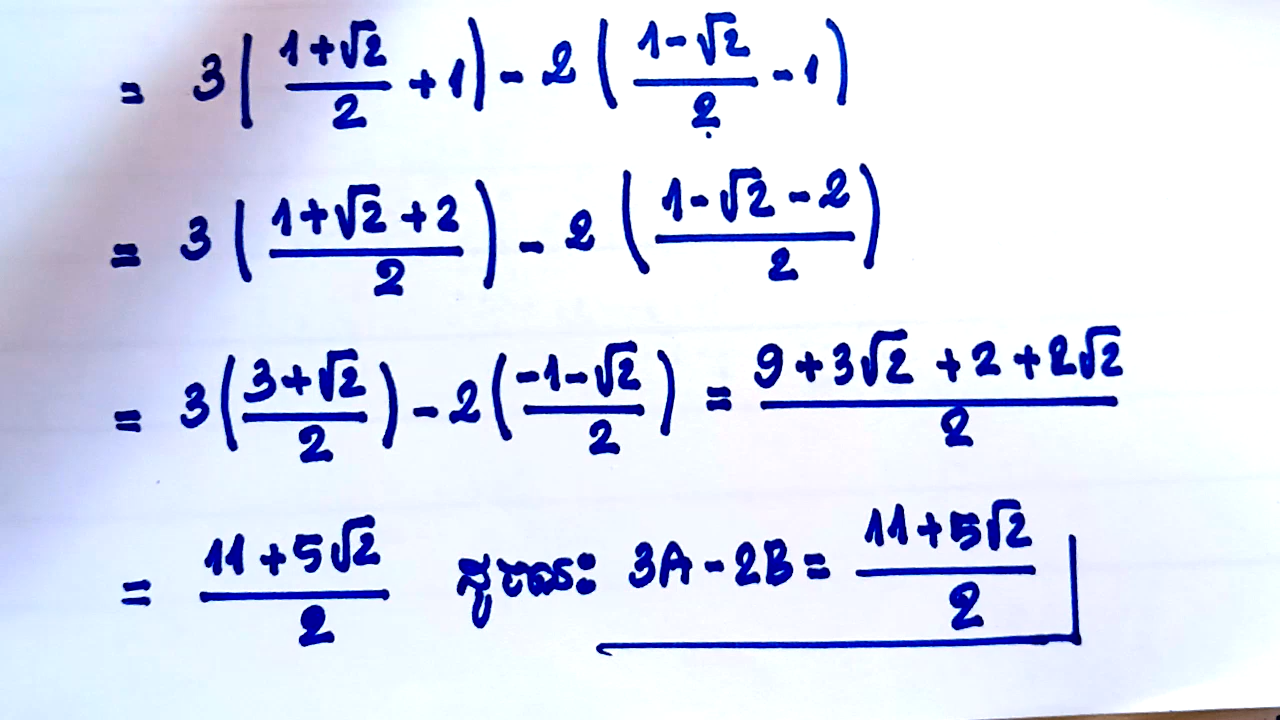 = 3((1+√2)/2 + 1) - 2((1-√2)/2 - 1)
= 3((1+√2+2)/2) - 2((1-√2-2)/2)
= 3((3+√2)/2) - 2((-1-√2)/2) = (9+3√2+2+2√2)/2
= (11+5√2)/2 ដូចនេះ 3A-2B = (11+5√2)/2